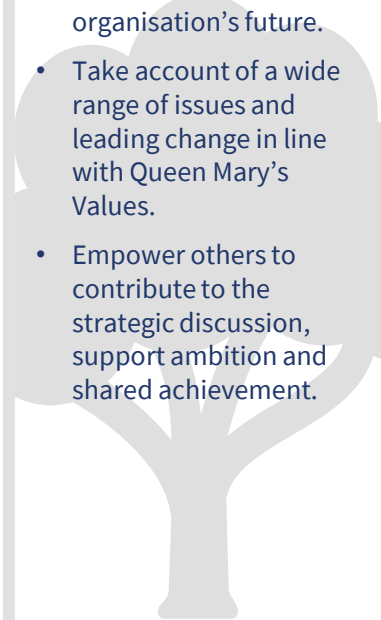 organisation’s future.
• Take account of a wide
range of issues and
leading change in line
with Queen Mary’s
Values.
• Empower others to
contribute to the
strategic discussion,
support ambition and
shared achievement.